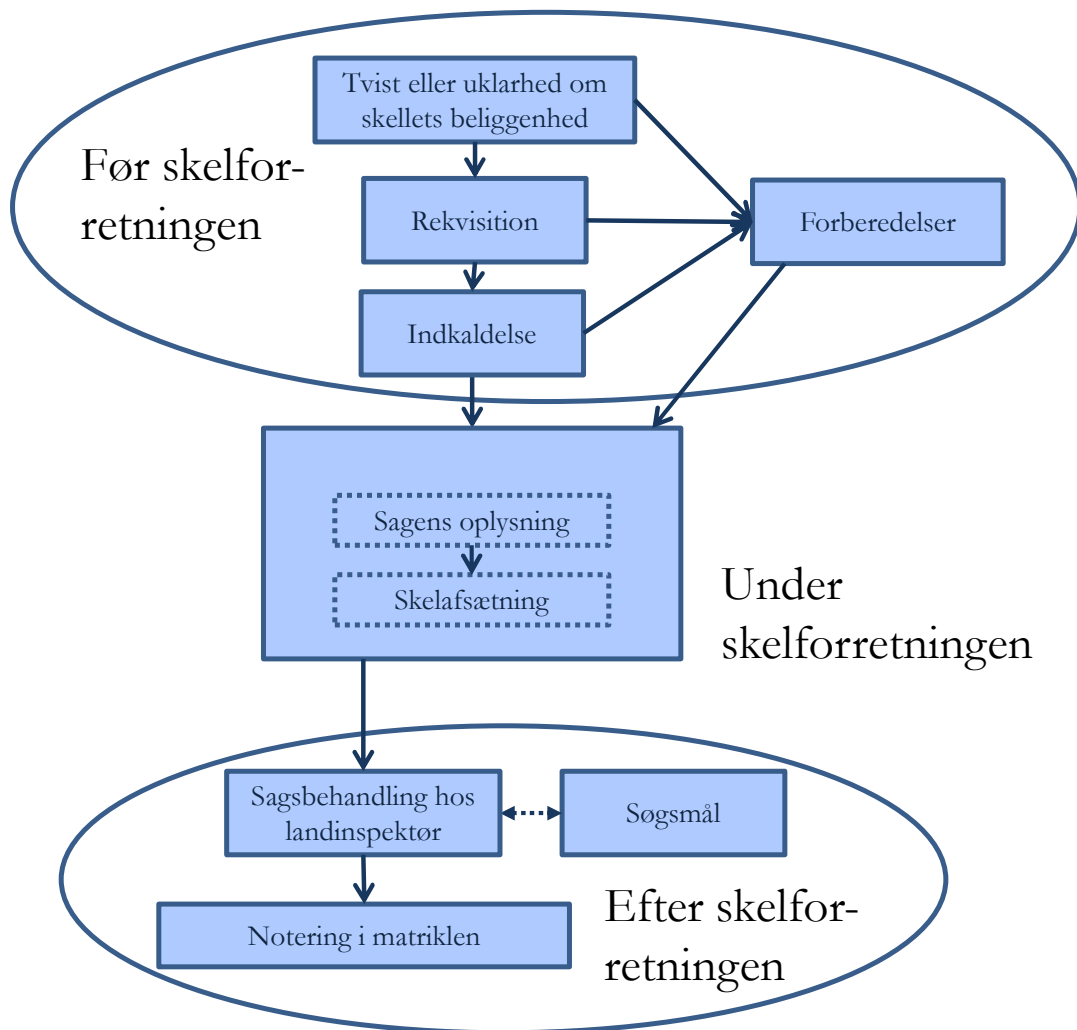 Tvist eller uklarhed om
skellets beliggenhed
Før skelfor-
retningen
Rekvisition
Forberedelser
Indkaldelse
Sagens oplysning
Skelafsætning
Under
skelforretningen
Sagsbehandling hos
landinspektør
Søgsmål
Efter skelfor-
retningen
Notering i matriklen